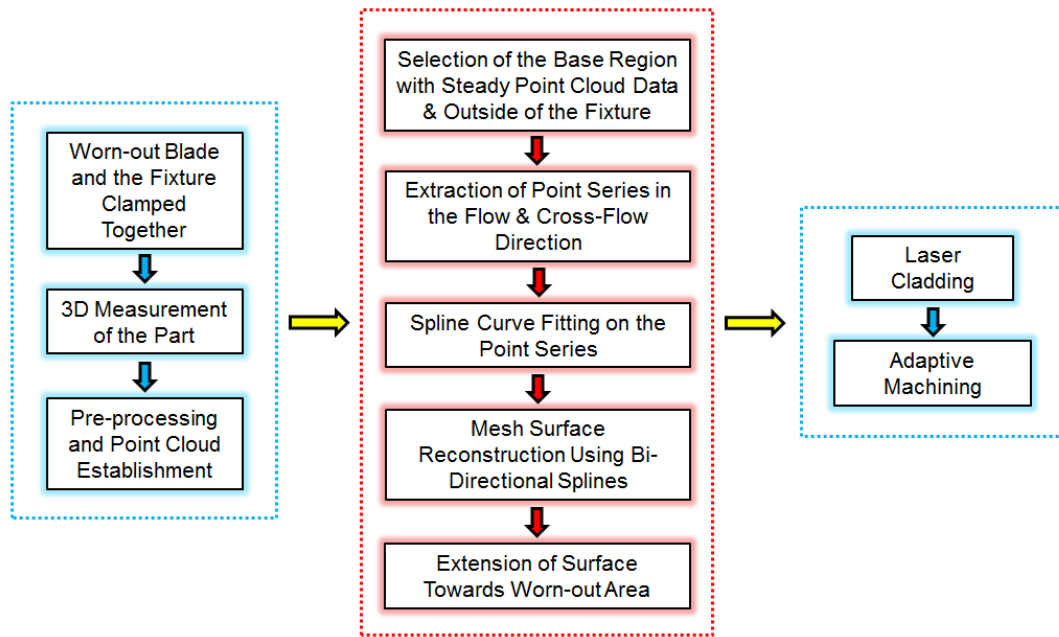 Worn-out Blade
and the Fixture
Clamped
Together
3D Measurement
of the Part
Pre-processing
and Point Cloud
Establishment
Selection of the Base Region
with Steady Point Cloud Data
& Outside of the Fixture
Extraction of Point Series in
the Flow & Cross-Flow
Direction
Spline Curve Fitting on the
Point Series
Mesh Surface
Reconstruction Using Bi-
Directional Splines
Extension of Surface
Towards Worn-out Area
Laser
Cladding
Adaptive
Machining